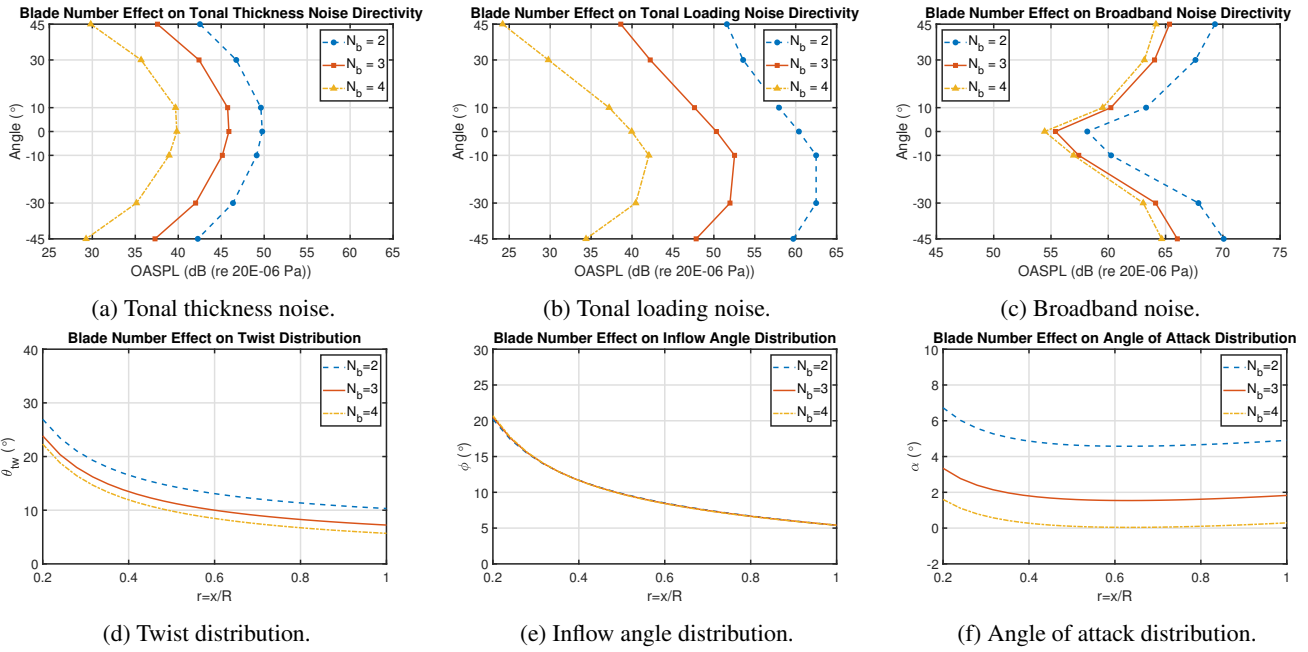 Blade Number Effect on Tonal Thickness Noise Directivity
45
30
10
0
-10
-30
-45
Angle (°)
N_b = 2
N_b = 3
N_b = 4
25 30 35 40 45 50 55 60 65
OASPL (dB (re 20E-06 Pa))
(a) Tonal thickness noise.
Blade Number Effect on Tonal Loading Noise Directivity
45
30
10
0
-10
-30
-45
Angle (°)
N_b = 2
N_b = 3
N_b = 4
25 30 35 40 45 50 55 60 65
OASPL (dB (re 20E-06 Pa))
(b) Tonal loading noise.
Blade Number Effect on Broadband Noise Directivity
45
30
10
0
-10
-30
-45
Angle (°)
N_b = 2
N_b = 3
N_b = 4
45 50 55 60 65 70 75
OASPL (dB (re 20E-06 Pa))
(c) Broadband noise.
Blade Number Effect on Twist Distribution
40
30
20
10
0
θ_tw (°)
N_b=2
N_b=3
N_b=4
0.2 0.4 0.6 0.8 1
r=x/R
(d) Twist distribution.
Blade Number Effect on Inflow Angle Distribution
30
25
20
15
10
5
0
ϕ (°)
N_b=2
N_b=3
N_b=4
0.2 0.4 0.6 0.8 1
r=x/R
(e) Inflow angle distribution.
Blade Number Effect on Angle of Attack Distribution
10
8
6
4
2
0
-2
α (°)
N_b=2
N_b=3
N_b=4
0.2 0.4 0.6 0.8 1
r=x/R
(f) Angle of attack distribution.